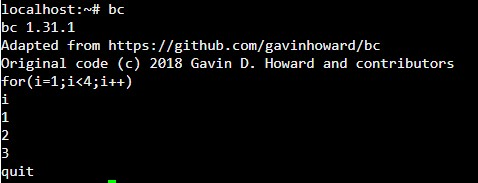 localhost:~# bc
bc 1.31.1
Adapted from https://github.com/gavinhoward/bc
Original code (c) 2018 Gavin D. Howard and contributors
for(i=1;i<4;i++)
i
1
2
3
quit